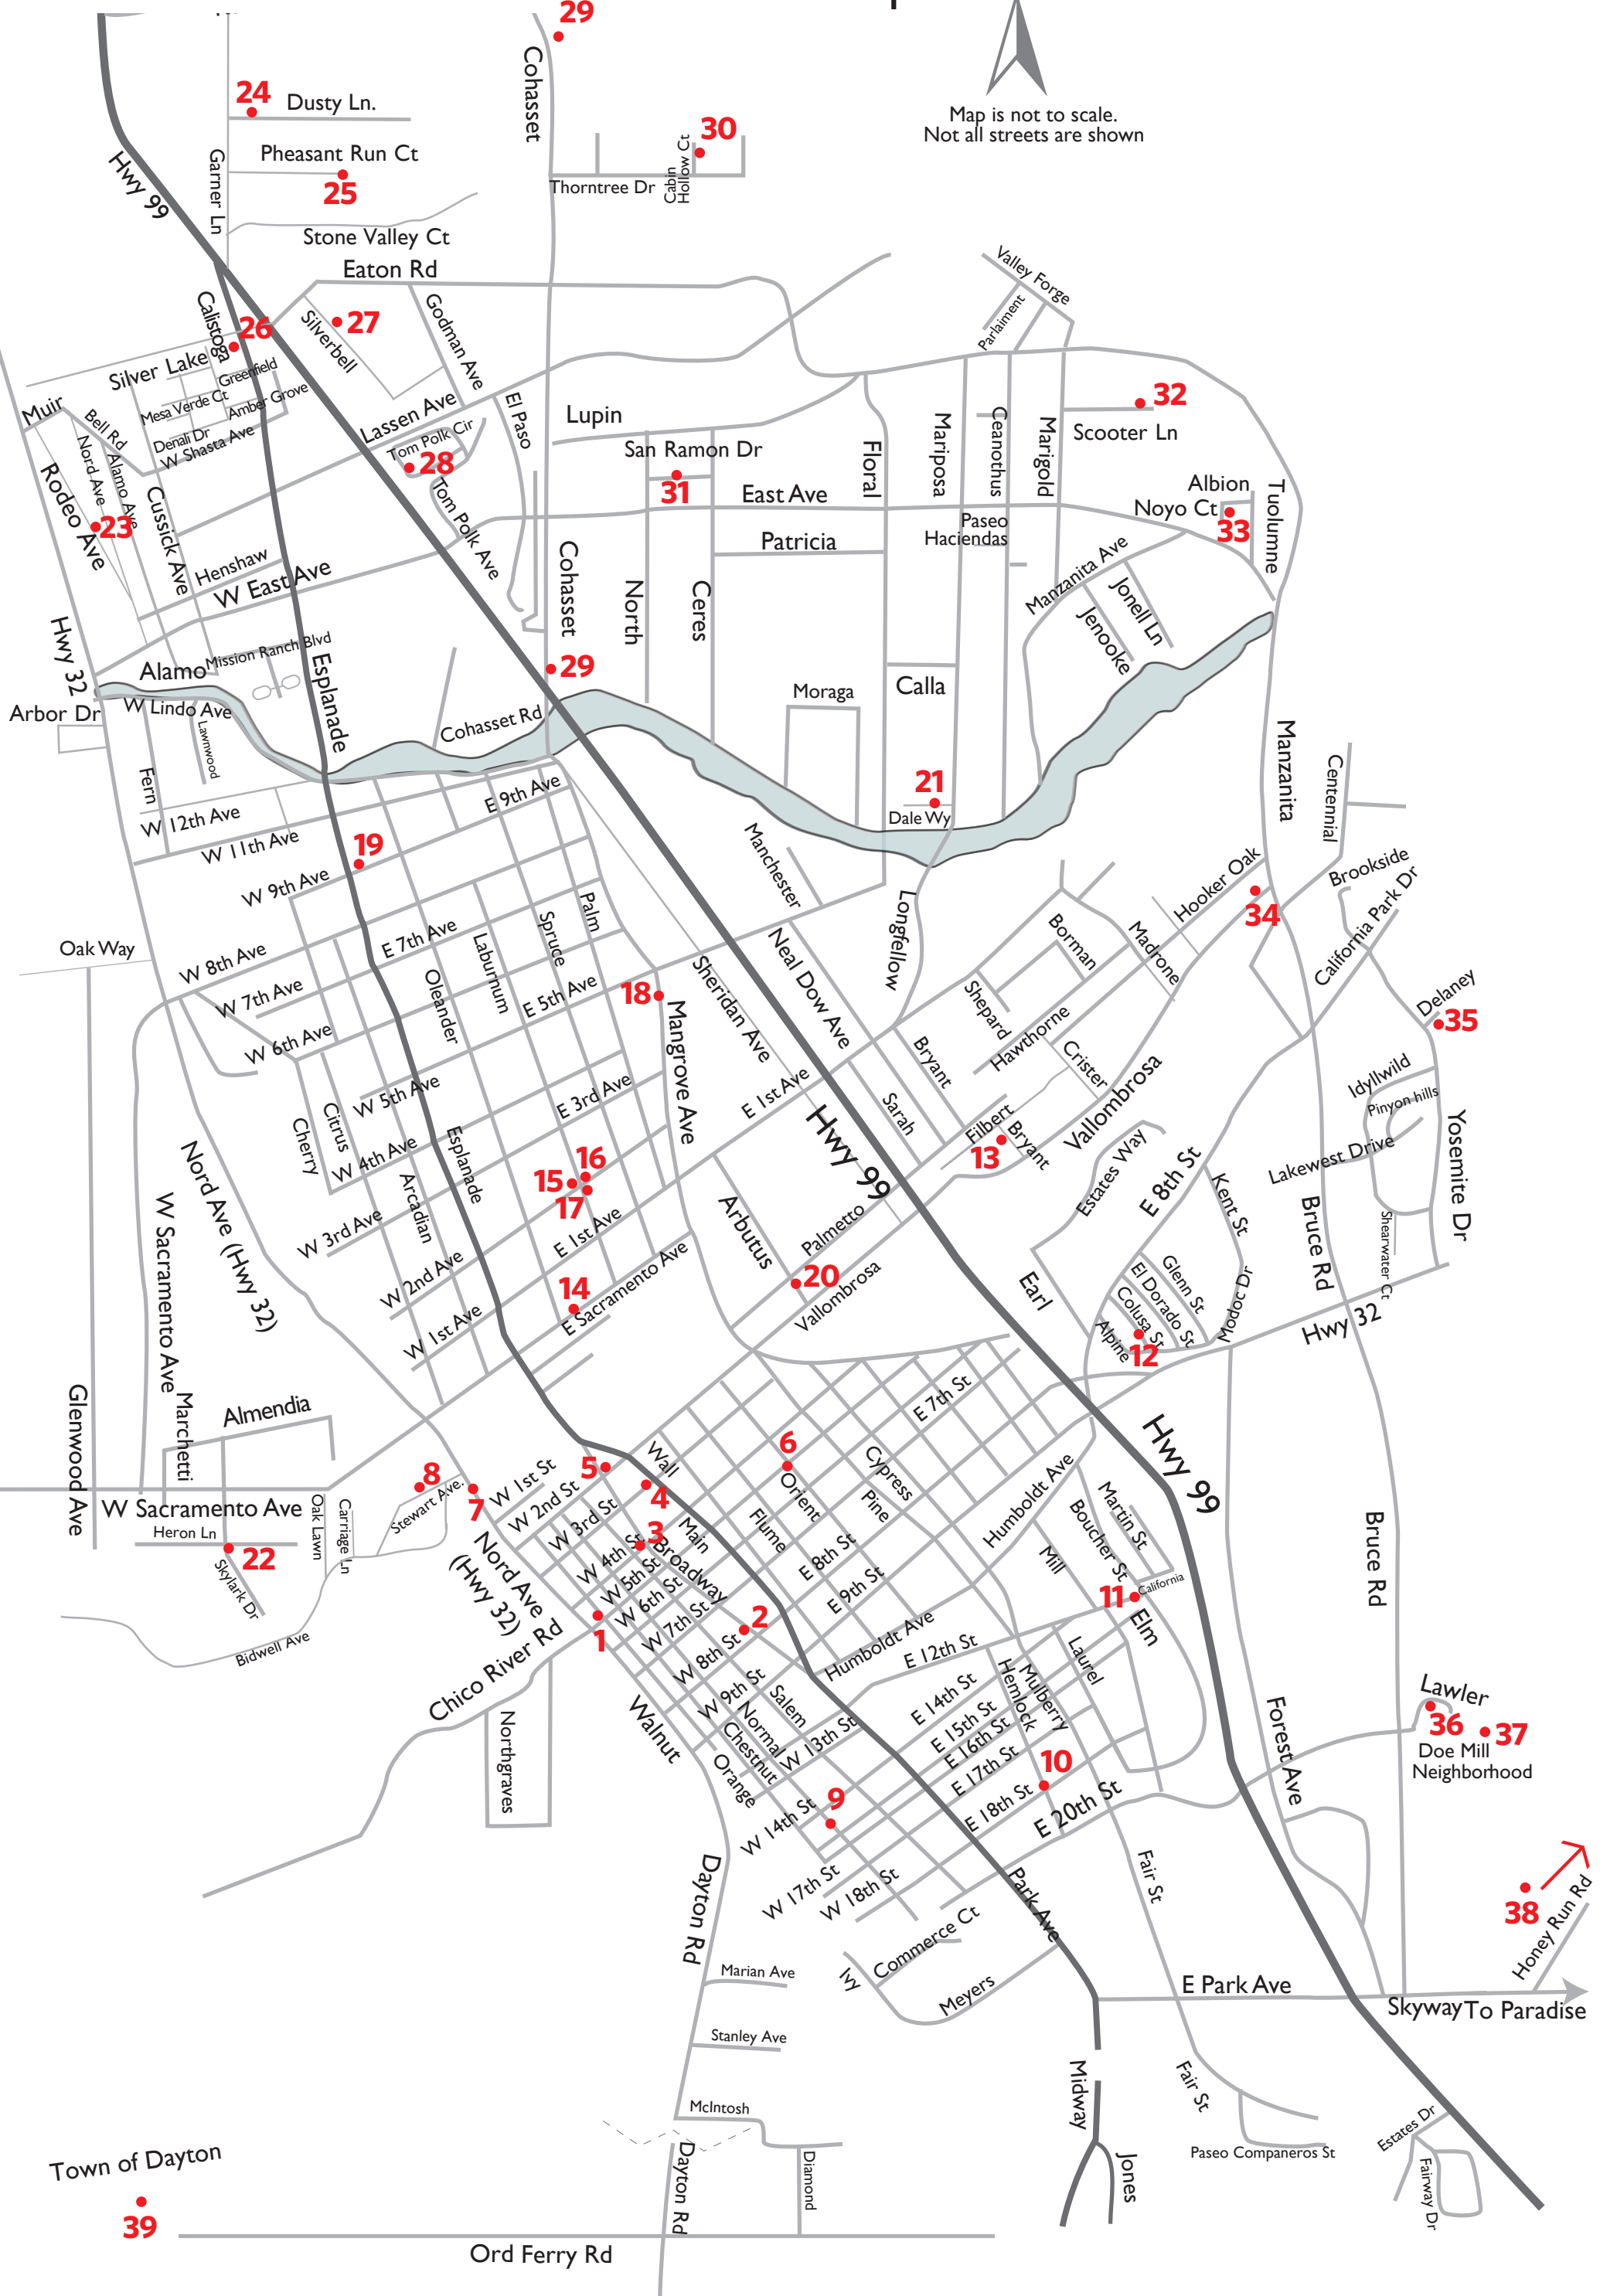 29
Cohasset
24
Dusty Ln.
Map is not to scale.
Not all streets are shown
30
Hwy 99
Garner Ln
Pheasant Run Ct
25
Thorntree Dr
Cabin
Hollow Ct
Stone Valley Ct
Eaton Rd
Valley Forge
Parlaiment
Calistoga
26
Silverbell
27
Godman Ave
Silver Lake
Greenfield
Mesa Verde Ct
Amber Grove
Denali Dr
W Shasta Ave
Muir
Bell Rd
Nord Ave
Alamo Ave
Cussick Ave
Rodeo Ave
23
Lassen Ave
El Paso
Tom Polk Cir
28
Tom Polk Ave
Lupin
San Ramon Dr
31
East Ave
Floral
Mariposa
Ceanothus
Marigold
32
Scooter Ln
Albion
Noyo Ct
33
Tuolumne
Patricia
Paseo
Haciendas
Manzanita Ave
Jonell Ln
Jenooke
Henshaw
W East Ave
Cohasset
North
Ceres
Hwy 32
Mission Ranch Blvd
Alamo
Esplanade
29
Arbor Dr
W Lindo Ave
Lawnwood
Cohasset Rd
Moraga
Calla
Manzanita
Centennial
Fern
W 12th Ave
W 11th Ave
E 9th Ave
21
Dale Wy
19
W 9th Ave
Manchester
Hooker Oak
Brookside
34
California Park Dr
Oak Way
W 8th Ave
E 7th Ave
Palm
Spruce
Laburnum
Oleander
Longfellow
Borman
Madrone
W 7th Ave
E 5th Ave
18
Sheridan Ave
Neal Dow Ave
Shepard
Delaney
35
W 6th Ave
Mangrove Ave
Bryant
Hawthorne
Crister
Idyllwild
Pinyon hills
W 5th Ave
E 3rd Ave
E 1st Ave
Sarah
Vallombrosa
Yosemite Dr
Cherry
Citrus
W 4th Ave
Esplanade
Hwy 99
Filbert
Bryant
13
Lakewest Drive
Nord Ave (Hwy 32)
Arcadian
15
16
17
Estates Way
E 8th St
Kent St
Bruce Rd
Shearwater Ct
W Sacramento Ave
W 3rd Ave
E 1st Ave
Arbutus
Palmetto
W 2nd Ave
14
E Sacramento Ave
20
Vallombrosa
Earl
Glenn St
El Dorado St
Colusa St
Alpine
12
Modoc Dr
Hwy 32
W 1st Ave
Glenwood Ave
Marchetti
Almendia
E 7th St
Hwy 99
8
Stewart Ave.
7
W 1st St
5
Wall
4
6
Orient
Cypress
Pine
Humboldt Ave
Martin St
Boucher St
W Sacramento Ave
Heron Ln
Oak Lawn
Carriage Ln
22
Skylark Dr
Bidwell Ave
W 2nd St
W 3rd St
W 4th St
3
Main
Broadway
Flume
E 8th St
E 9th St
Mill
11
California
Elm
Bruce Rd
Nord Ave
(Hwy 32)
W 5th St
W 6th St
W 7th St
2
1
Chico River Rd
W 8th St
Humboldt Ave
E 12th St
Laurel
W 9th St
Salem
Normal
Chestnut
Orange
Walnut
W 13th St
E 14th St
E 15th St
E 16th St
E 17th St
Hemlock
Mulberry
Lawler
36
37
Doe Mill
Neighborhood
Forest Ave
Northgraves
10
9
W 14th St
E 18th St
E 20th St
W 17th St
W 18th St
Park Ave
Fair St
38
Honey Run Rd
Dayton Rd
Commerce Ct
Ivy
Meyers
Marian Ave
E Park Ave
Skyway
To Paradise
Stanley Ave
Midway
Fair St
McIntosh
Estates Dr
Paseo Companeros St
Fairway Dr
Jones
Diamond
Dayton Rd
Town of Dayton
39
Ord Ferry Rd